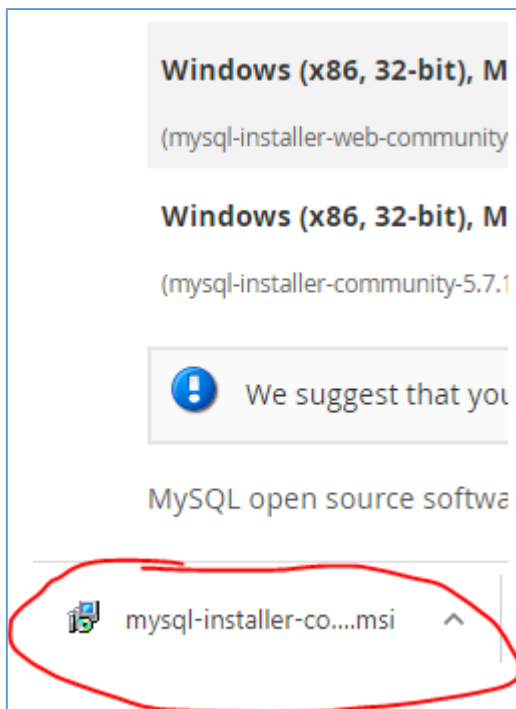 Windows (x86, 32-bit), M
(mysql-installer-web-community
Windows (x86, 32-bit), M
(mysql-installer-community-5.7.1
We suggest that you
MySQL open source softwa
mysql-installer-co....msi